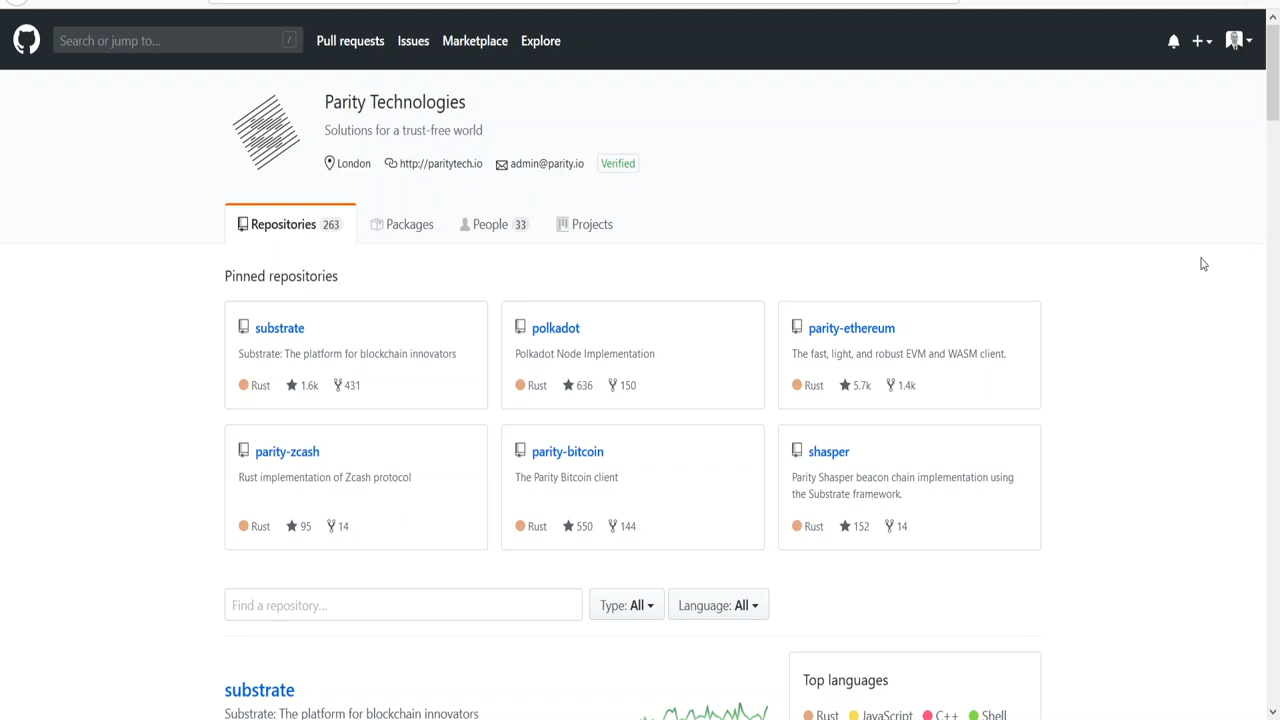 Search or jump to... /
Pull requests Issues Marketplace Explore
Parity Technologies
Solutions for a trust-free world
London http://paritytech.io admin@parity.io Verified
Repositories 263 Packages People 33 Projects
Pinned repositories
substrate
Substrate: The platform for blockchain innovators
Rust 1.6k 431
polkadot
Polkadot Node Implementation
Rust 636 150
parity-ethereum
The fast, light, and robust EVM and WASM client.
Rust 5.7k 1.4k
parity-zcash
Rust implementation of Zcash protocol
Rust 95 14
parity-bitcoin
The Parity Bitcoin client
Rust 550 144
shasper
Parity Shasper beacon chain implementation using
the Substrate framework.
Rust 152 14
Find a repository... Type: All Language: All
substrate
Substrate: The platform for blockchain innovators
Top languages
Rust JavaScript C++ Shell